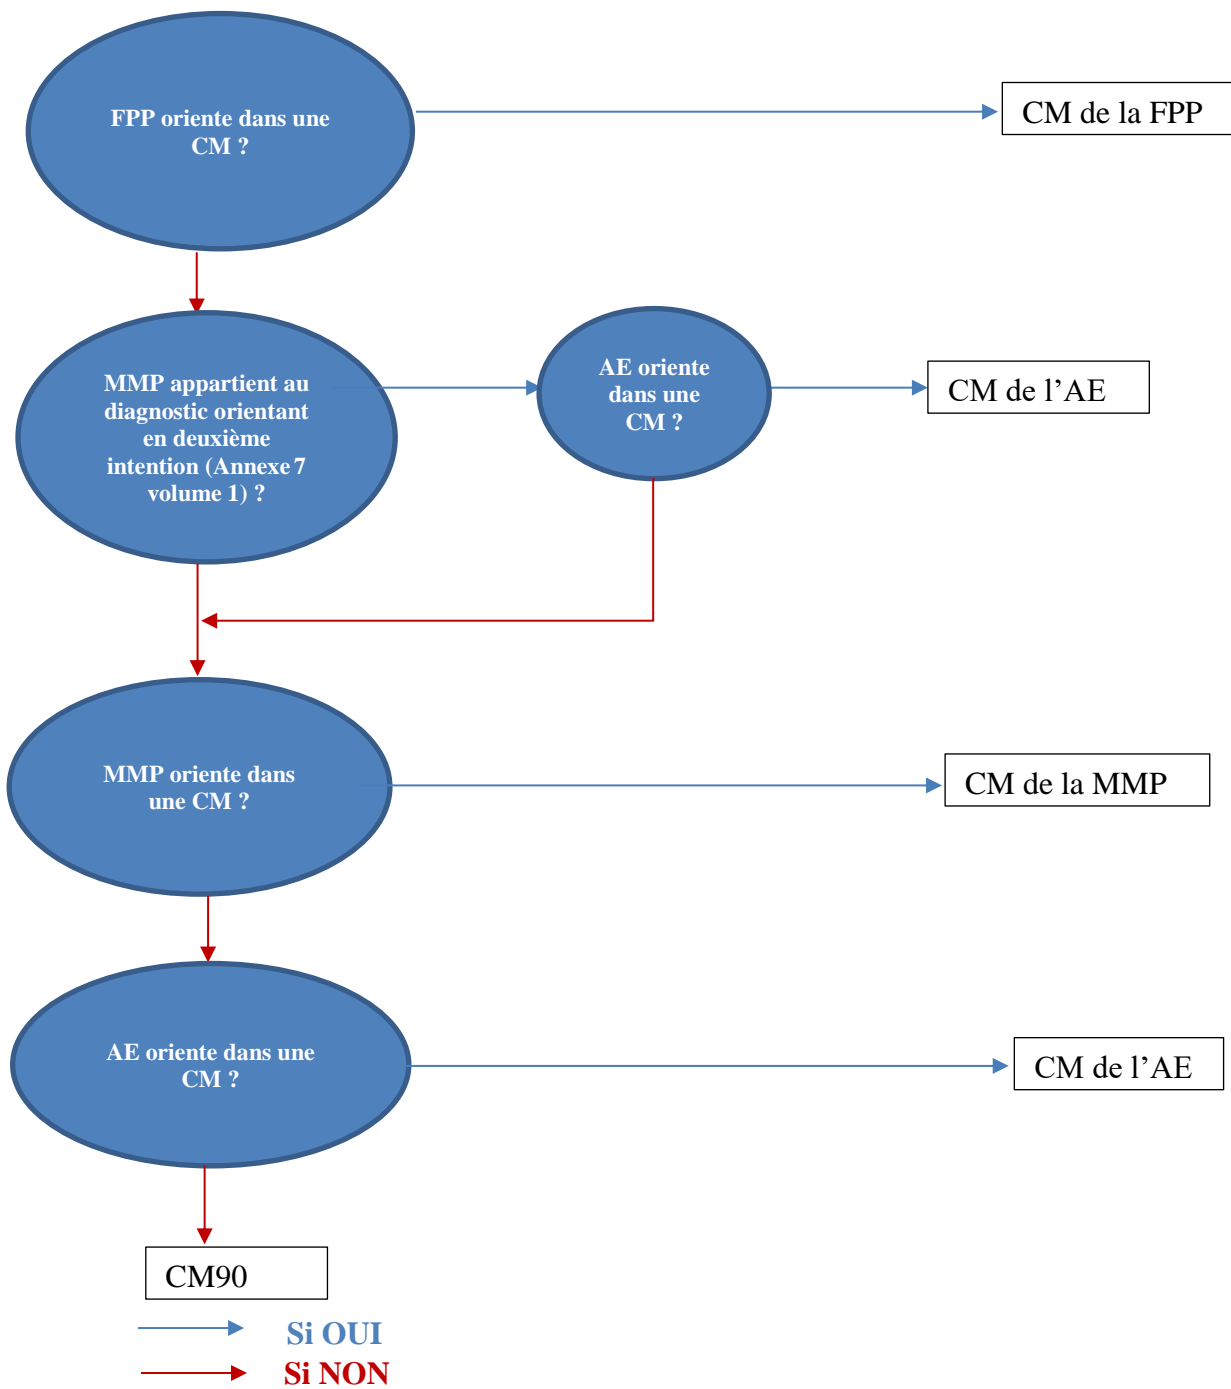 FPP oriente dans une
CM ?
CM de la FPP
MMP appartient au
diagnostic orientant
en deuxième
intention (Annexe 7
volume 1) ?
AE oriente
dans une
CM ?
CM de l’AE
MMP oriente dans
une CM ?
CM de la MMP
AE oriente dans une
CM ?
CM de l’AE
CM90
Si OUI
Si NON